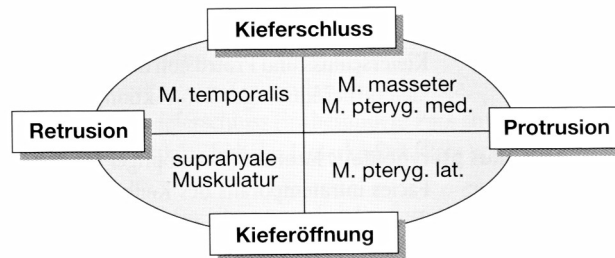 Kieferschluss
M. temporalis
M. masseter
M. pteryg. med.
Retrusion
Protrusion
suprahyale
Muskulatur
M. pteryg. lat.
Kieferöffnung